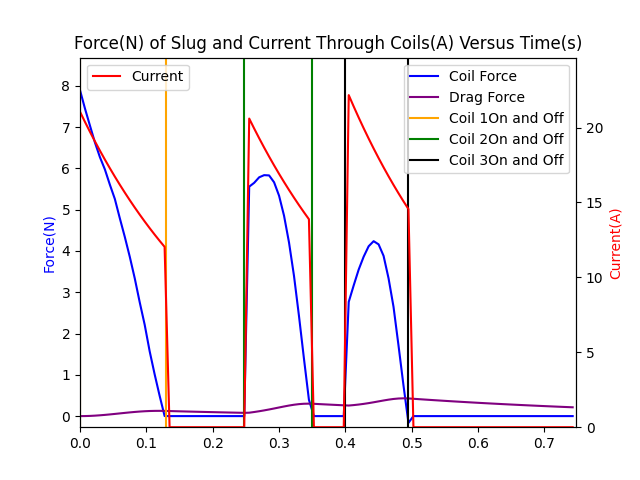 Force(N) of Slug and Current Through Coils(A) Versus Time(s)
Current
Coil Force
Drag Force
Coil 1On and Off
Coil 2On and Off
Coil 3On and Off
Force(N)
8
7
6
5
4
3
2
1
0
Current(A)
20
15
10
5
0
0.0 0.1 0.2 0.3 0.4 0.5 0.6 0.7